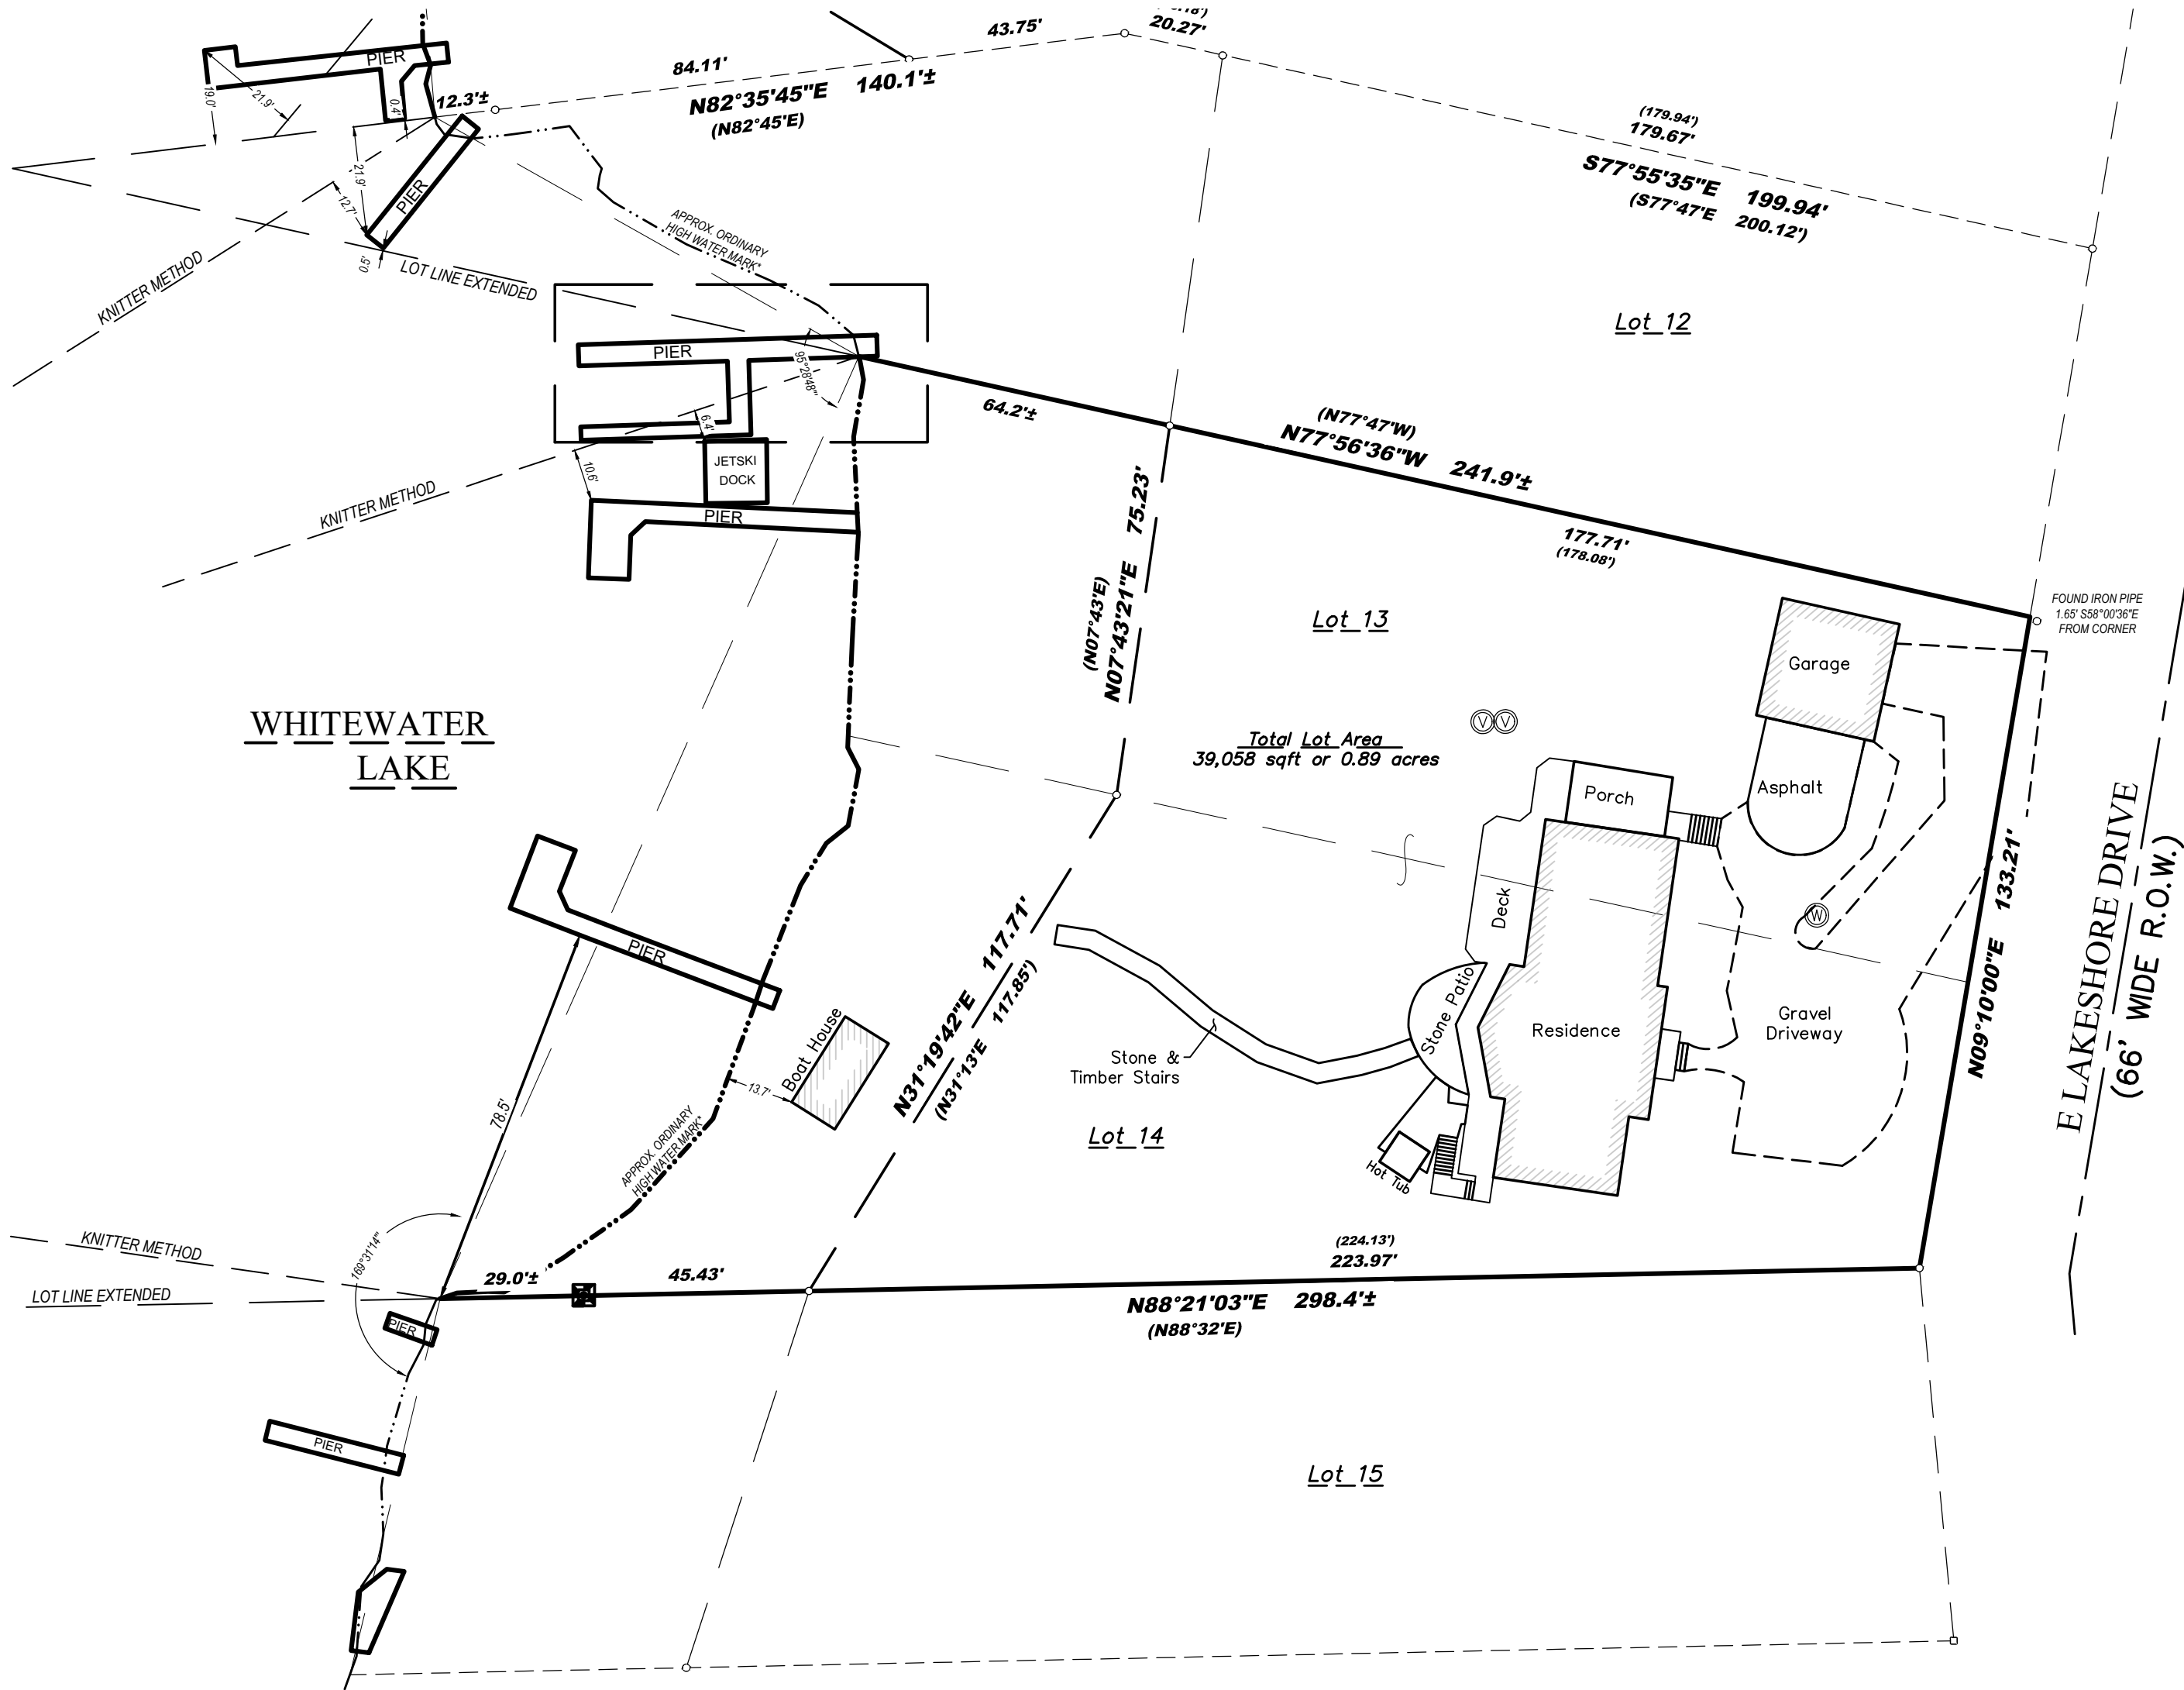 20.27'
43.75'
84.11'
N82°35'45"E 140.1'±
(N82°45'E)
12.3'±
PIER
19.0'
21.9'
0.4'
21.9'
12.7'
PIER
0.5'
KNITTER METHOD
LOT LINE EXTENDED
APPROX. ORDINARY
HIGH WATER MARK*
(179.94')
179.67'
S77°55'35"E 199.94'
(S77°47'E 200.12')
Lot 12
PIER
95°28'48"
6.4'
64.2'±
(N77°47'W)
N77°56'36"W 241.9'±
177.71'
(178.08')
JETSKI
DOCK
10.6'
KNITTER METHOD
PIER
(N07°43'E)
N07°43'21"E 75.23'
Lot 13
FOUND IRON PIPE
1.65' S58°00'36"E
FROM CORNER
Garage
WHITEWATER
LAKE
V V
Total Lot Area
39,058 sqft or 0.89 acres
Asphalt
Porch
Deck
W
N09°10'00"E 133.21'
E LAKESHORE DRIVE
(66' WIDE R.O.W.)
PIER
N31°19'42"E 117.71'
(N31°13'E 117.85')
Stone Patio
Residence
Gravel
Driveway
Stone &
Timber Stairs
Boat House
13.7'
78.5'
APPROX. ORDINARY
HIGH WATER MARK*
Lot 14
Hot Tub
KNITTER METHOD
169°31'14"
LOT LINE EXTENDED
29.0'±
45.43'
(224.13')
223.97'
N88°21'03"E 298.4'±
(N88°32'E)
PIER
PIER
Lot 15